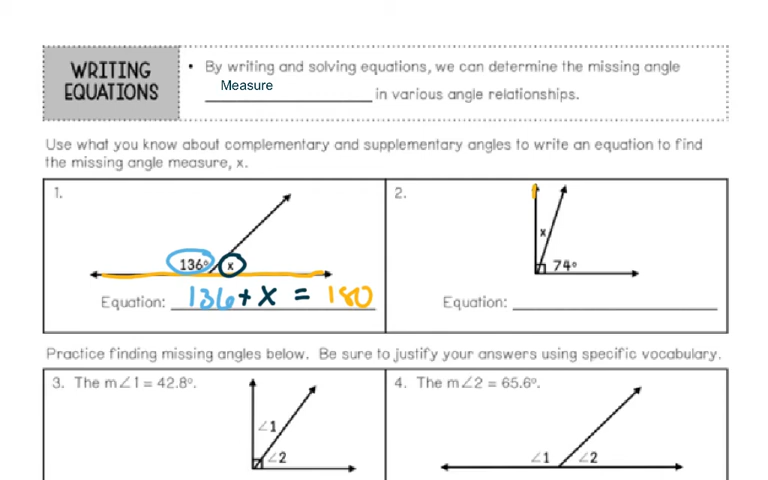 WRITING
EQUATIONS
• By writing and solving equations, we can determine the missing angle
Measure
in various angle relationships.
Use what you know about complementary and supplementary angles to write an equation to find
the missing angle measure, x.
1.
136° x
Equation: 136 + x = 180
2.
x
74°
Equation:
Practice finding missing angles below. Be sure to justify your answers using specific vocabulary.
3. The m∠1 = 42.8°.
∠1
∠2
4. The m∠2 = 65.6°.
∠1 ∠2